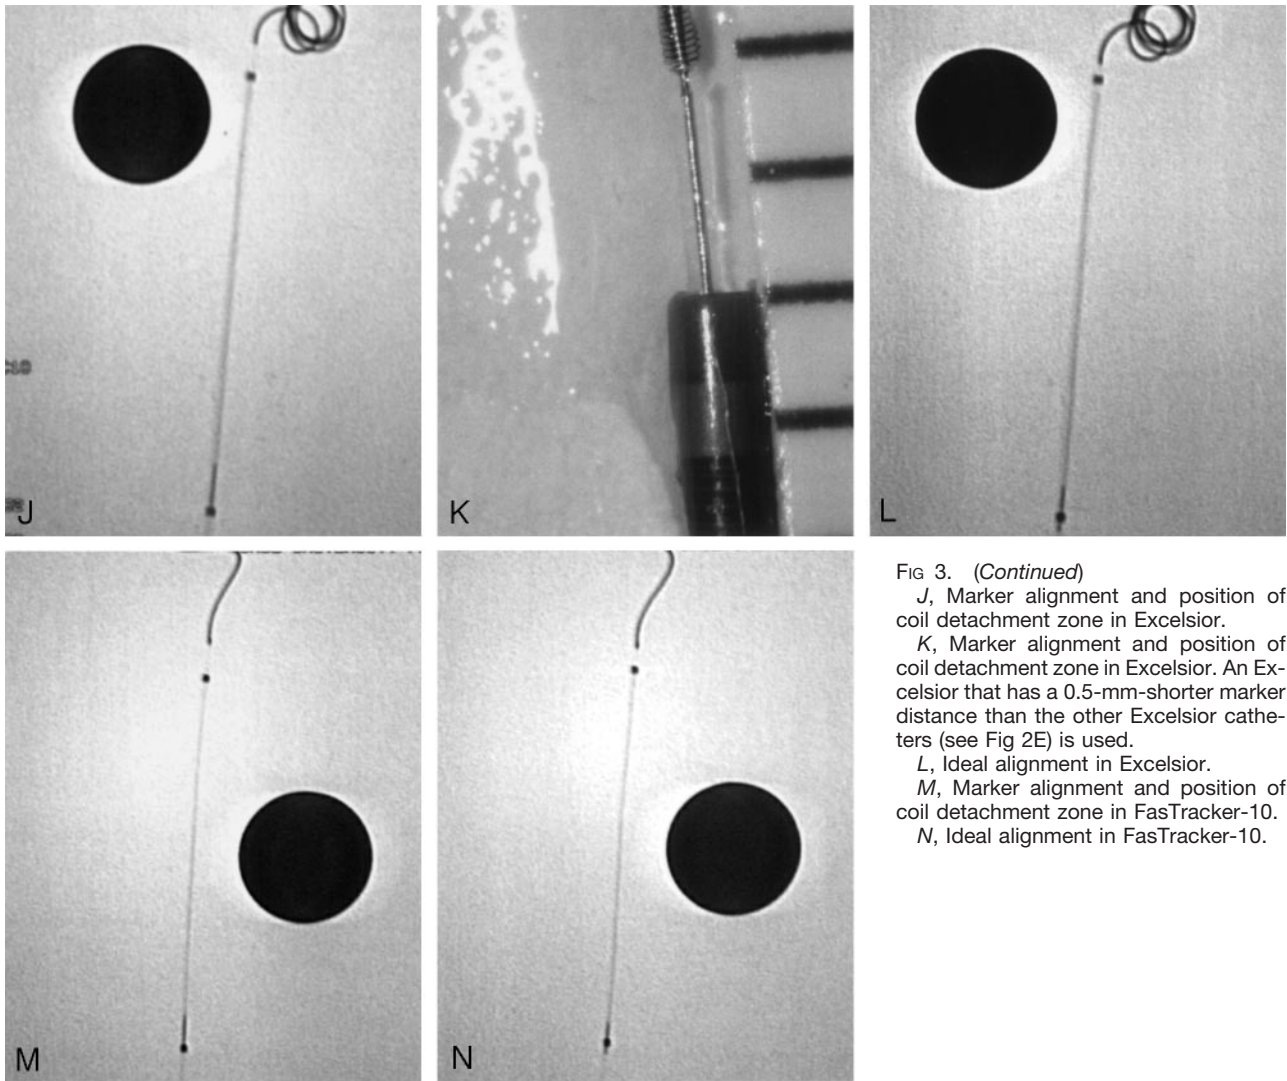 J
K
L
M
N
FIG 3. (Continued)
J, Marker alignment and position of
coil detachment zone in Excelsior.
K, Marker alignment and position of
coil detachment zone in Excelsior. An Ex-
celsior that has a 0.5-mm-shorter marker
distance than the other Excelsior cathe-
ters (see Fig 2E) is used.
L, Ideal alignment in Excelsior.
M, Marker alignment and position of
coil detachment zone in FasTracker-10.
N, Ideal alignment in FasTracker-10.